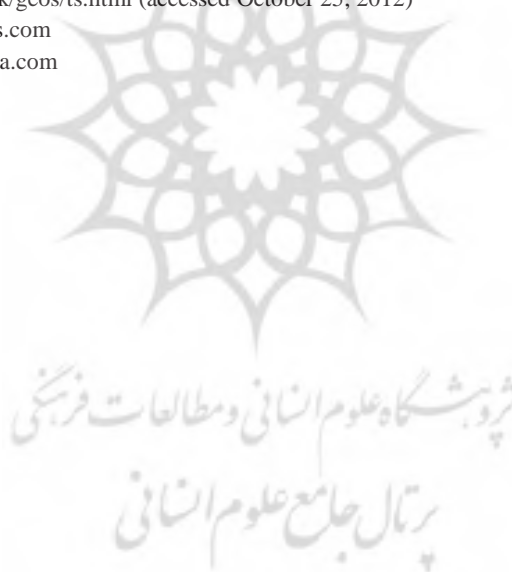 k/geos/ts.html (accessed October 25, 2012)
s.com
a.com
پژوهشگاه علوم انسانی و مطالعات فرهنگی
پرتال جامع علوم انسانی